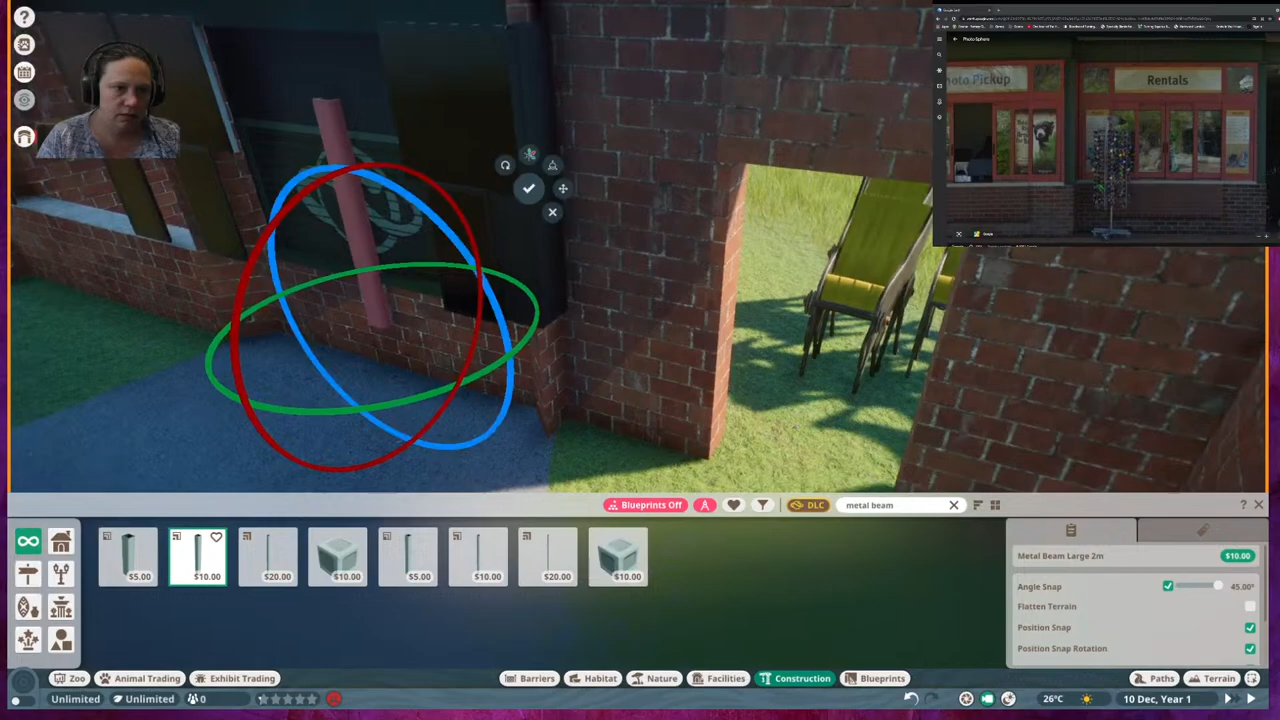 Photo Sphere
hoto Pickup
Rentals
Google
Blueprints Off
DLC
metal beam
?
$5.00
$10.00
$20.00
$10.00
$5.00
$10.00
$20.00
$10.00
Metal Beam Large 2m
$10.00
Angle Snap
45.00°
Flatten Terrain
Position Snap
Position Snap Rotation
Zoo
Animal Trading
Exhibit Trading
Barriers
Habitat
Nature
Facilities
Construction
Blueprints
Paths
Terrain
Unlimited
Unlimited
0
26°C
10 Dec, Year 1